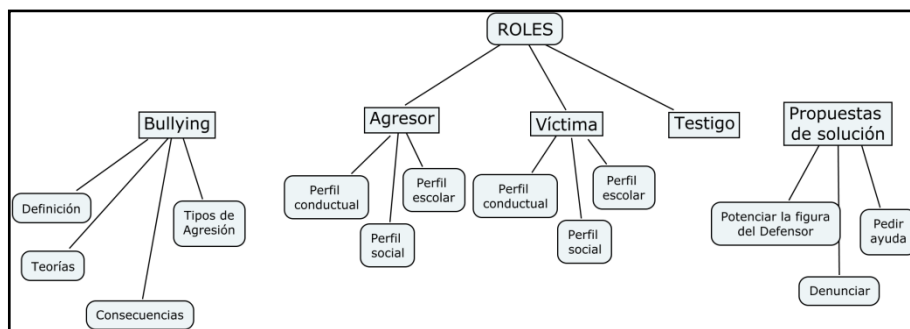 ROLES
Bullying
Agresor
Víctima
Testigo
Propuestas
de solución
Definición
Teorías
Consecuencias
Tipos de
Agresión
Perfil
conductual
Perfil
social
Perfil
escolar
Perfil
conductual
Perfil
social
Perfil
escolar
Potenciar la figura
del Defensor
Denunciar
Pedir
ayuda